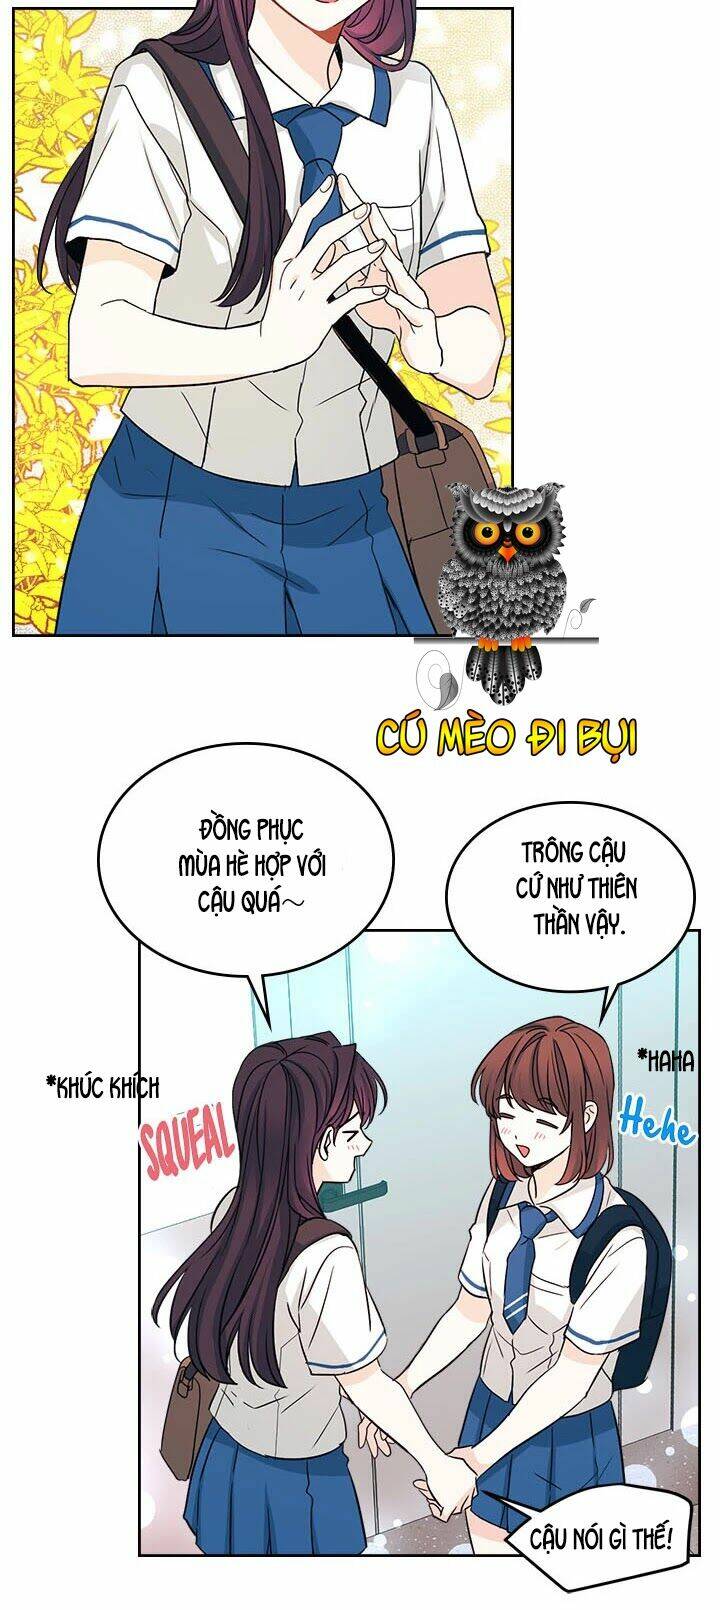 CÚ MÈO ĐI BỤI
ĐỒNG PHỤC
MÙA HÈ HỢP VỚI
CẬU QUÁ~
TRÔNG CẬU
CỨ NHƯ THIÊN
THẦN VẬY.
*KHÚC KHÍCH
SQUEAL
*HAHA
Hehe
CẬU NÓI GÌ THẾ!